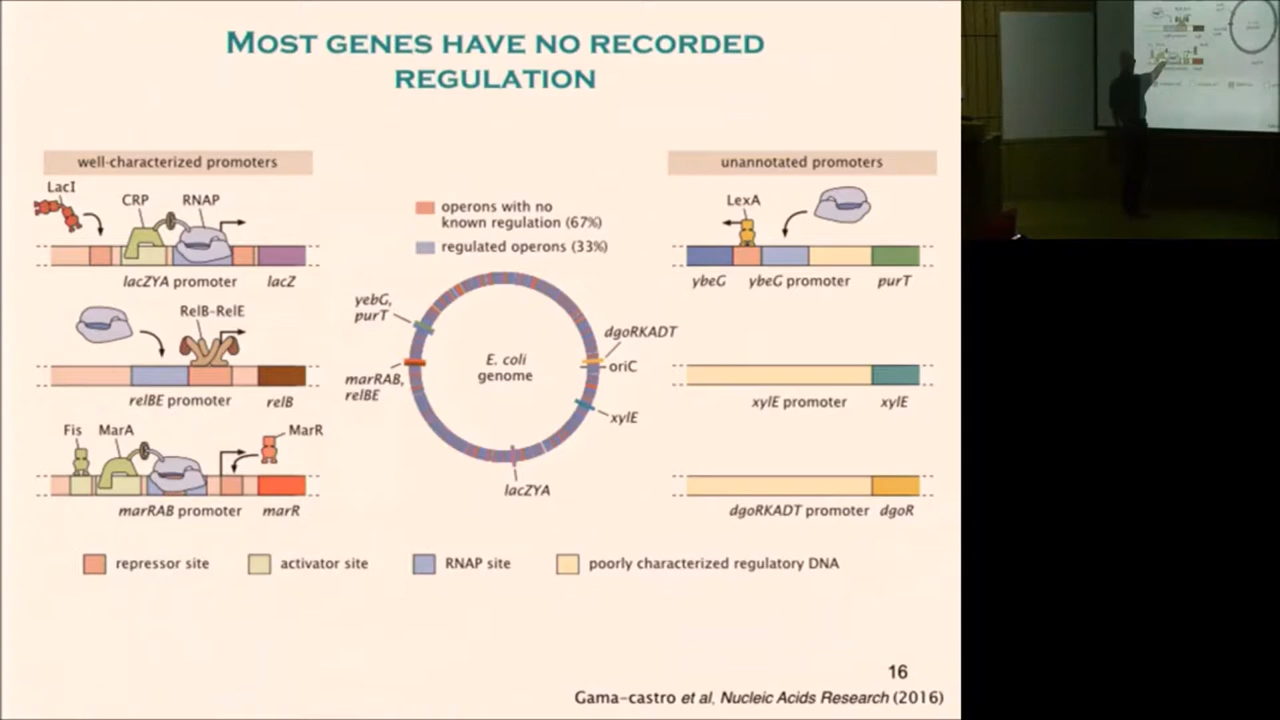 MOST GENES HAVE NO RECORDED
REGULATION
well-characterized promoters
LacI
CRP
RNAP
lacZYA promoter
lacZ
RelB-RelE
relBE promoter
relB
Fis
MarA
MarR
marRAB promoter
marR
operons with no
known regulation (67%)
regulated operons (33%)
yebG,
purT
dgoRKADT
E. coli
genome
oriC
marRAB,
relBE
xylE
lacZYA
unannotated promoters
LexA
ybeG
ybeG promoter
purT
xylE promoter
xylE
dgoRKADT promoter
dgoR
repressor site
activator site
RNAP site
poorly characterized regulatory DNA
16
Gama-castro et al, Nucleic Acids Research (2016)